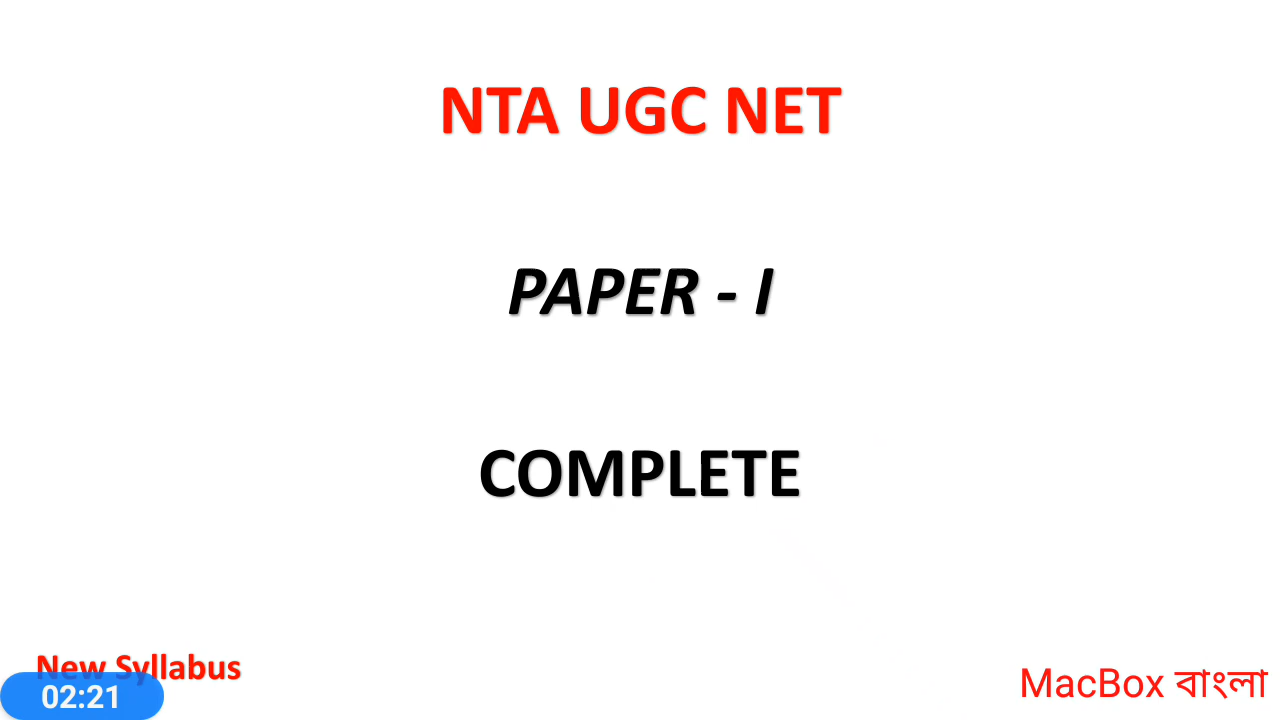 NTA UGC NET
PAPER - I
COMPLETE
New Syllabus
02:21
MacBox বাংলা